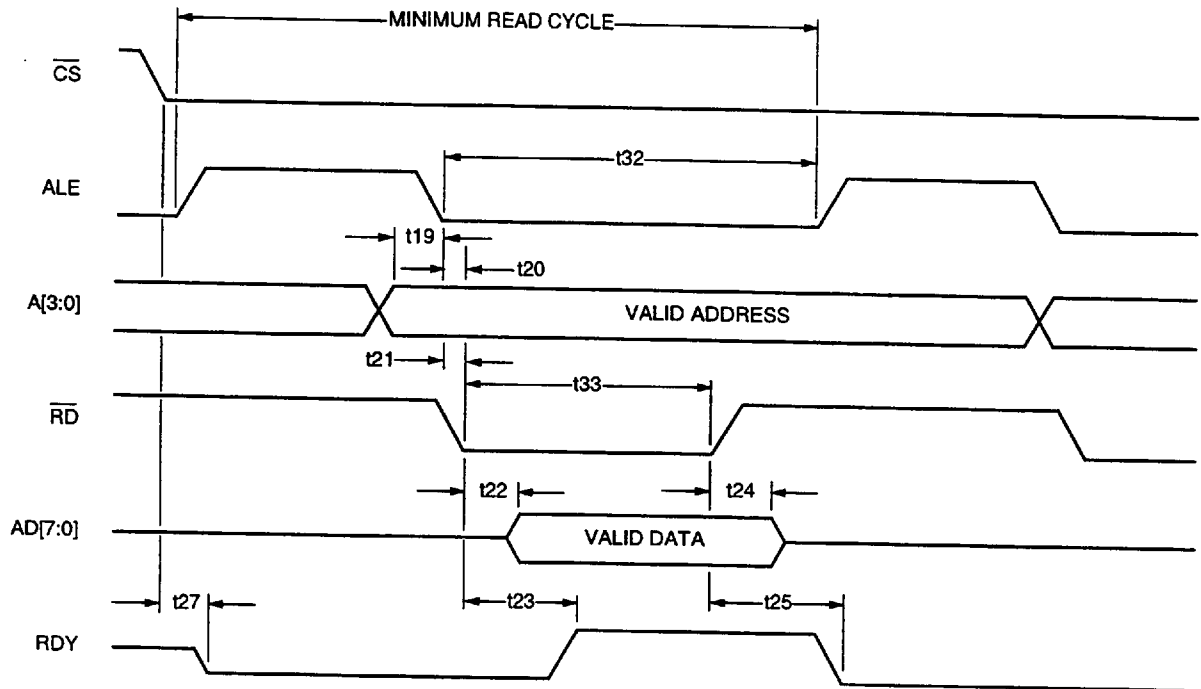 MINIMUM READ CYCLE
CS
t32
ALE
t19
t20
A[3:0]
VALID ADDRESS
t21
t33
RD
t22
t24
AD[7:0]
VALID DATA
t27
t23
t25
RDY